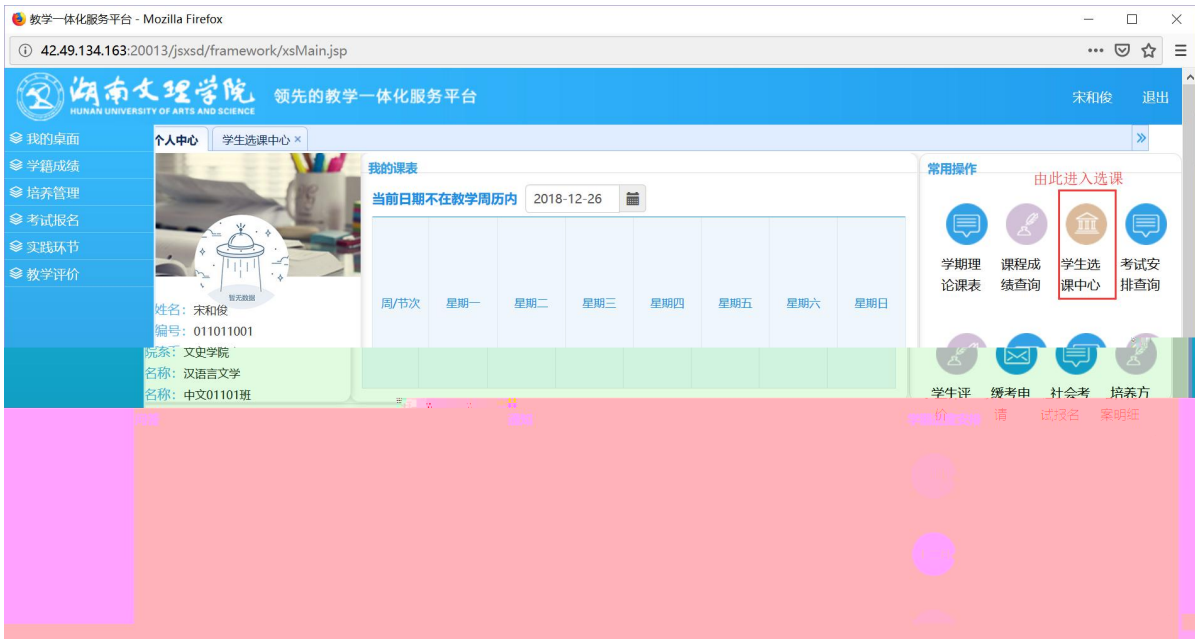 教学一体化服务平台 - Mozilla Firefox
42.49.134.163:20013/jsxsd/framework/xsMain.jsp
湖南文理学院
HUNAN UNIVERSITY OF ARTS AND SCIENCE
领先的教学一体化服务平台
宋和俊 退出
我的桌面
学籍成绩
培养管理
考试报名
实践环节
教学评价
个人中心 学生选课中心 ×
暂无数据
姓名：宋和俊
编号：011011001
院系：文史学院
名称：汉语言文学
名称：中文01101班
我的课表
当前日期不在教学周历内 2018-12-26
周/节次 星期一 星期二 星期三 星期四 星期五 星期六 星期日
常用操作
由此进入选课
学期理论课表
课程成绩查询
学生选课中心
考试安排查询
学生评价
缓考申请
社会考试报名
培养方案明细